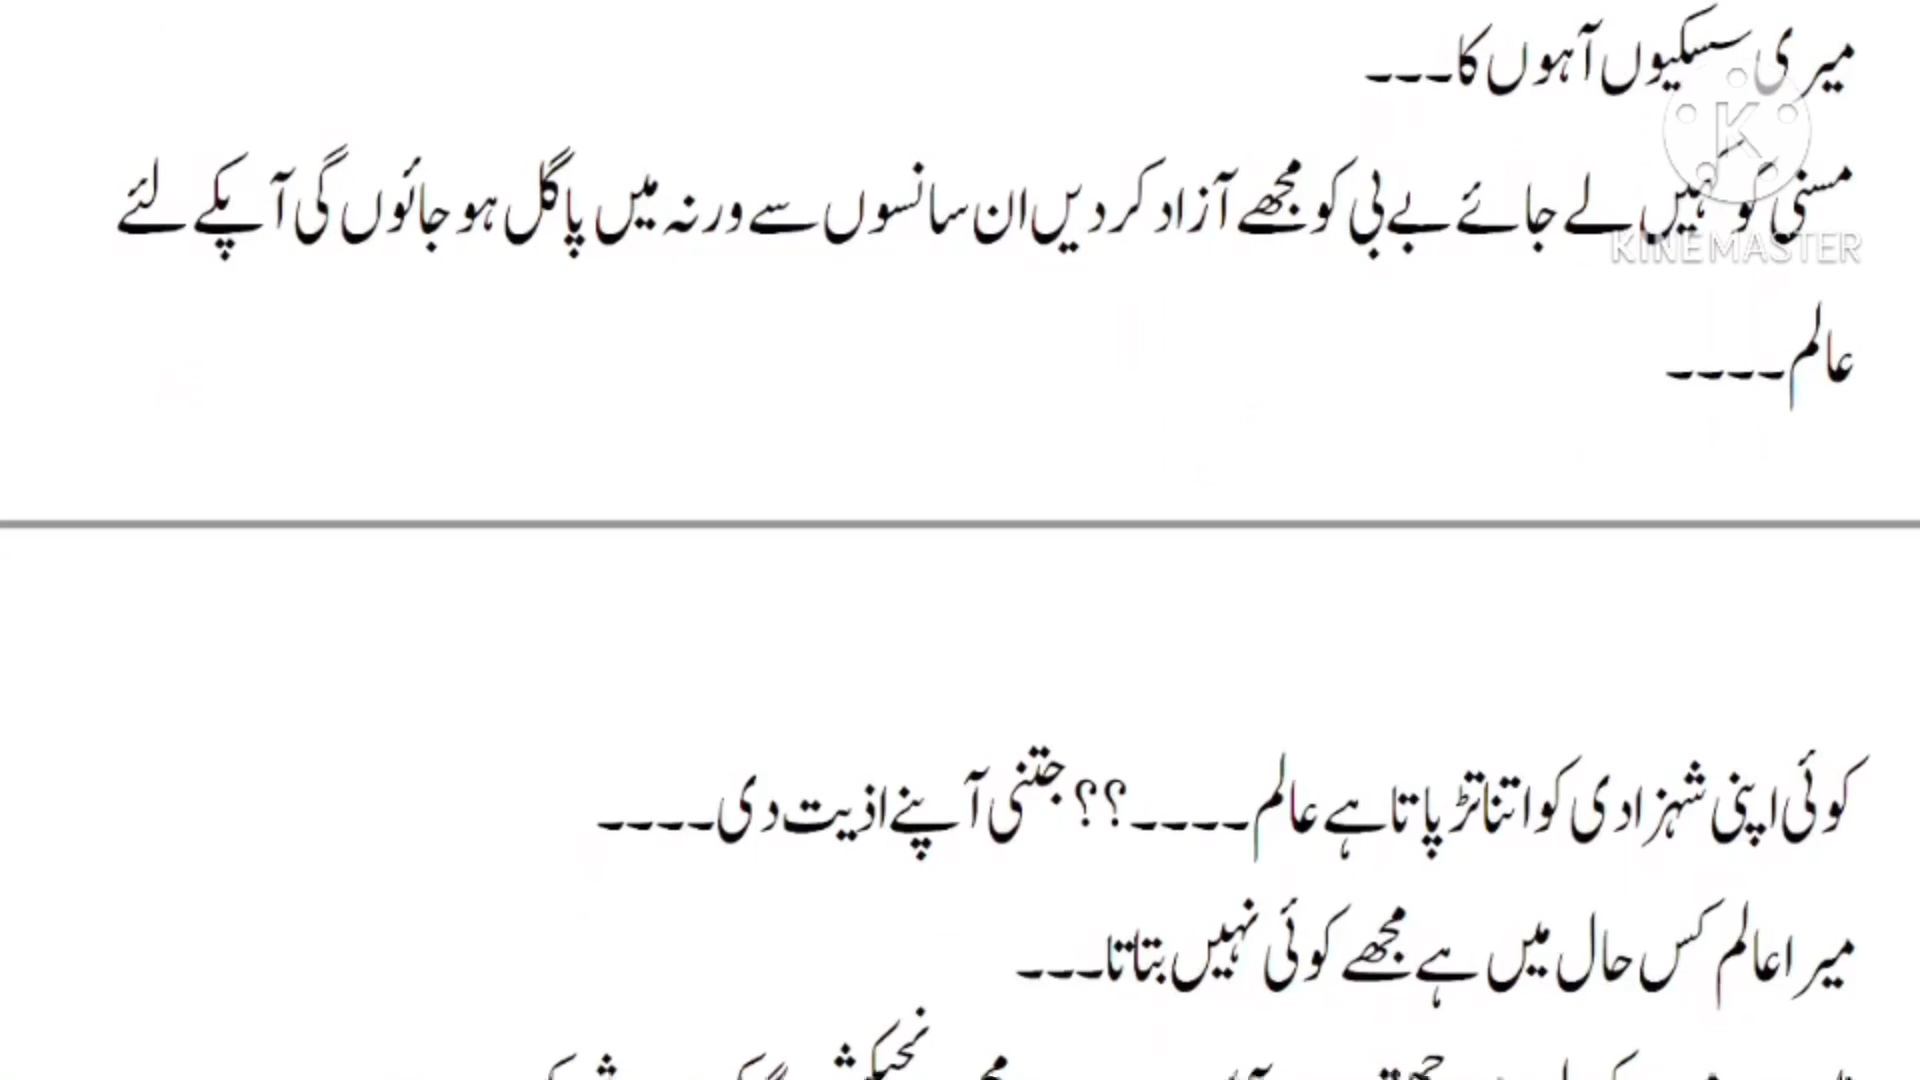 میری سسکیوں آہوں کا۔۔۔
مسنی کو کہیں لے جائے بے بی کو مجھے آزاد کر دیں ان سانسوں سے ورنہ میں پاگل ہو جائوں گی آپکے لئے
KINEMASTER
عالم۔۔۔۔
کوئی اپنی شہزادی کو اتنا تڑپاتا ہے عالم۔۔۔۔؟؟ جتنی آپنے اذیت دی۔۔۔۔
میرا عالم کس حال میں ہے مجھے کوئی نہیں بتاتا۔۔۔